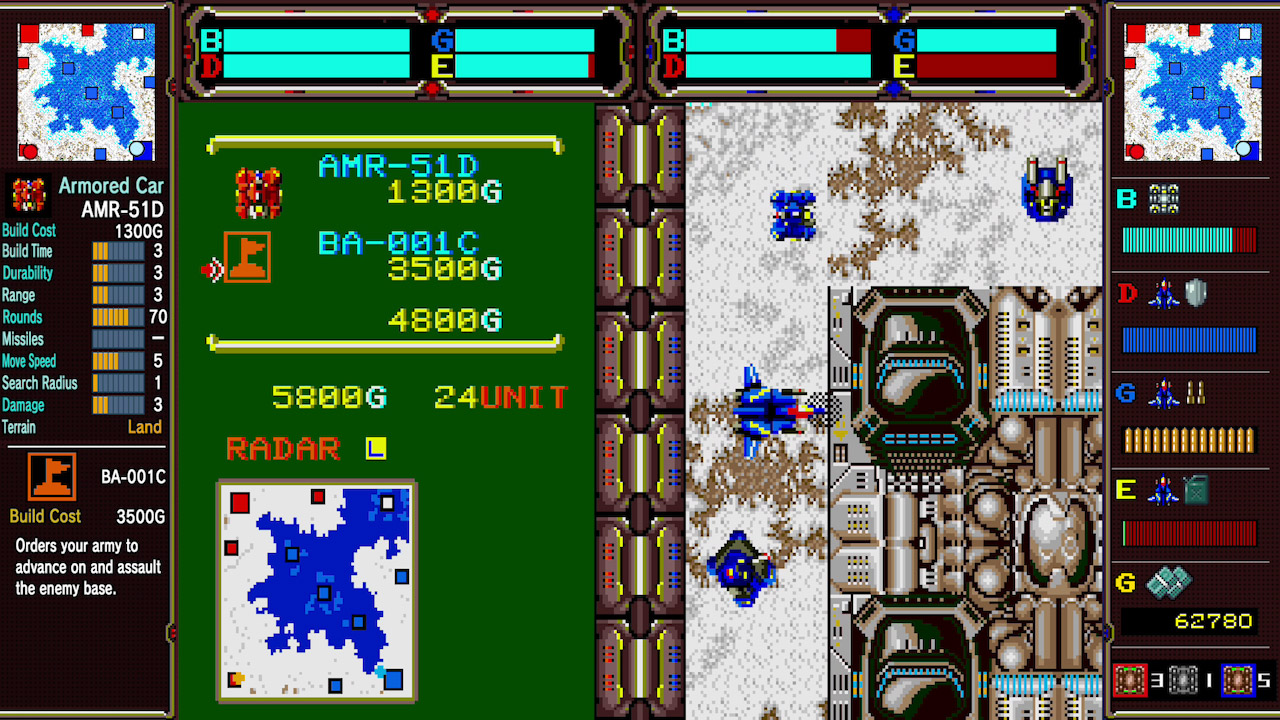 Armored Car
AMR-51D
Build Cost 1300G
Build Time 3
Durability 3
Range 3
Rounds 70
Missiles –
Move Speed 5
Search Radius 1
Damage 3
Terrain Land
BA-001C
Build Cost 3500G
Orders your army to
advance on and assault
the enemy base.
B G
D E
AMR-51D
1300G
BA-001C
3500G
4800G
5800G 24UNIT
RADAR L
B G
D E
B
D
G
E
G
62780
3 1 5